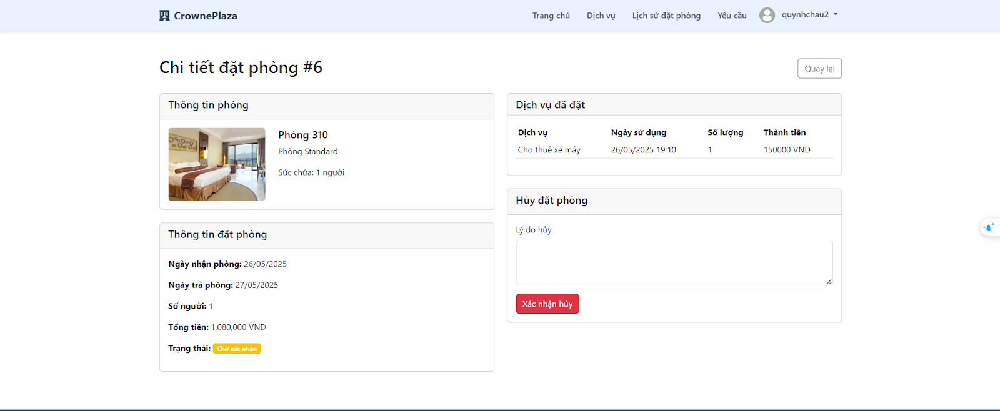 CrownePlaza
Trang chủ Dịch vụ Lịch sử đặt phòng Yêu cầu quynhchau2
Chi tiết đặt phòng #6
Quay lại
Thông tin phòng
Phòng 310
Phòng Standard
Sức chứa: 1 người
Thông tin đặt phòng
Ngày nhận phòng: 26/05/2025
Ngày trả phòng: 27/05/2025
Số người: 1
Tổng tiền: 1,080,000 VND
Trạng thái: Chờ xác nhận
Dịch vụ đã đặt
Dịch vụ Ngày sử dụng Số lượng Thành tiền
Cho thuê xe máy 26/05/2025 19:10 1 150000 VND
Hủy đặt phòng
Lý do hủy
Xác nhận hủy